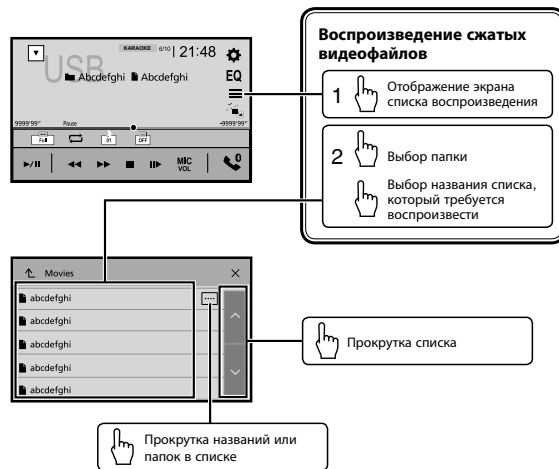 Воспроизведение сжатых
видеофайлов
1 Отображение экрана
списка воспроизведения
2 Выбор папки
Выбор названия списка,
который требуется
воспроизвести
KARAOKE 6/10 21:48
USB
Abcdefghi Abcdefghi
EQ
9999'99" Pause -9999'99"
Full 01 OFF
MIC
VOL
0
Movies
abcdefghi
abcdefghi
abcdefghi
abcdefghi
abcdefghi
Прокрутка списка
Прокрутка названий или
папок в списке